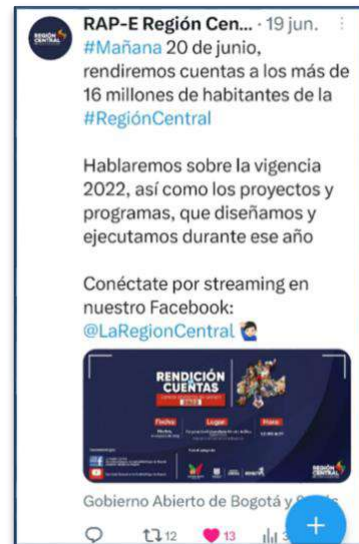 RAP-E Región Cen... · 19 jun.
#Mañana 20 de junio,
rendiremos cuentas a los más de
16 millones de habitantes de la
#RegiónCentral
Hablaremos sobre la vigencia
2022, así como los proyectos y
programas, que diseñamos y
ejecutamos durante ese año
Conéctate por streaming en
nuestro Facebook:
@LaRegionCentral
RENDICIÓN
CUENTAS
2022
Fecha Lugar Hora
REGIÓN
CENTRAL
Gobierno Abierto de Bogotá y
12 13